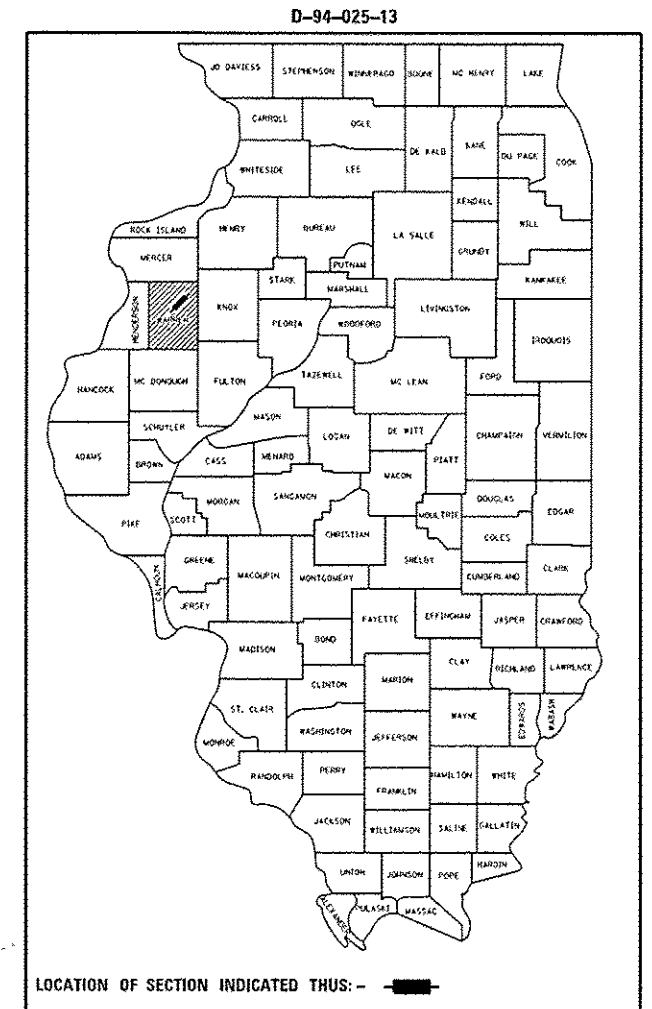 D-94-025-13
JO DAVIESS STEPHENSON WINNEBAGO BOONE MC HENRY LAKE
CARROLL OGLE
DE KALB KANE DU PAGE COOK
WHITESIDE LEE
KENDALL
ROCK ISLAND HENRY BUREAU LA SALLE GRUNDY WILL
MERCER PUTNAM
STARK MARSHALL KANKAKEE
HENDERSON WARREN KNOX PEORIA WOODFORD LIVINGSTON IROQUOIS
HANCOCK MC DONOUGH FULTON TAZEWELL MC LEAN FORD
MASON
SCHUYLER LOGAN DE WITT CHAMPAIGN VERMILION
ADAMS BROWN CASS MENARD PIATT
MACON
MORGAN SANGAMON DOUGLAS
PIKE SCOTT MOULTRIE EDGAR
CHRISTIAN COLES
GREENE SHELBY
CALHOUN MACOUPIN MONTGOMERY CUMBERLAND CLARK
JERSEY FAYETTE EFFINGHAM JASPER CRAWFORD
BOND
MADISON CLAY RICHLAND LAWRENCE
CLINTON MARION
ST. CLAIR WAYNE EDWARDS WABASH
MONROE WASHINGTON JEFFERSON
RANDOLPH PERRY HAMILTON WHITE
FRANKLIN
JACKSON WILLIAMSON SALINE GALLATIN
UNION JOHNSON POPE HARDIN
ALEXANDER PULASKI MASSAC
LOCATION OF SECTION INDICATED THUS: -